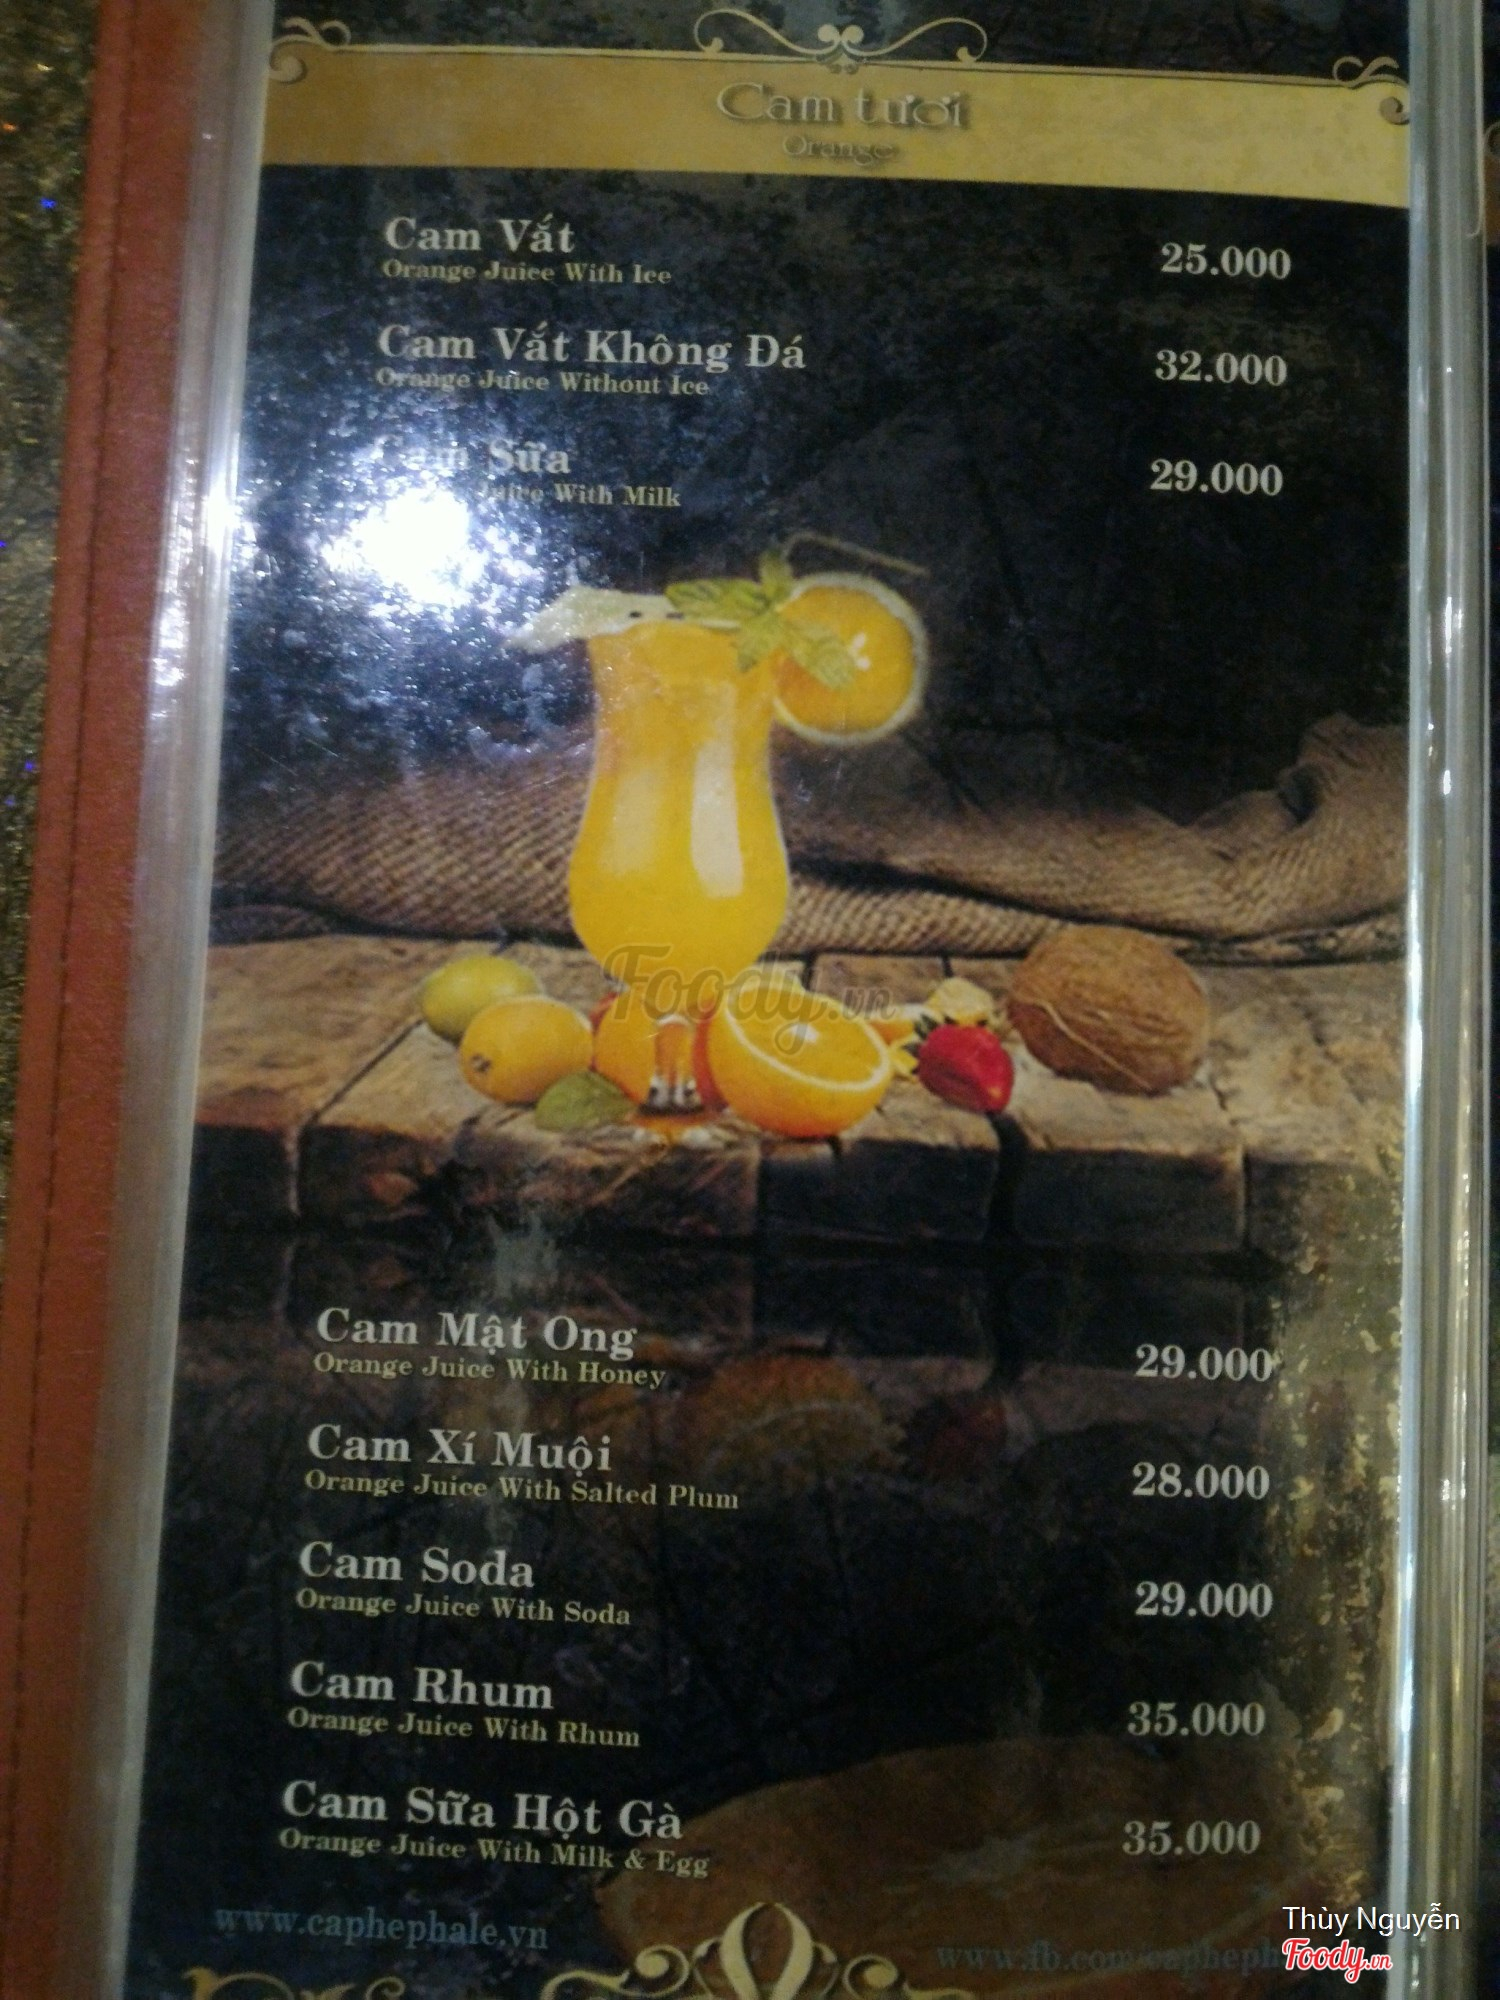 Cam tươi
Orange
Cam Vắt
Orange Juice With Ice
25.000
Cam Vắt Không Đá
Orange Juice Without Ice
32.000
Cam Sữa
Juice With Milk
29.000
Foody.vn
Cam Mật Ong
Orange Juice With Honey
29.000
Cam Xí Muội
Orange Juice With Salted Plum
28.000
Cam Soda
Orange Juice With Soda
29.000
Cam Rhum
Orange Juice With Rhum
35.000
Cam Sữa Hột Gà
Orange Juice With Milk & Egg
35.000
www.caphephale.vn
Thùy Nguyễn
Foody.vn